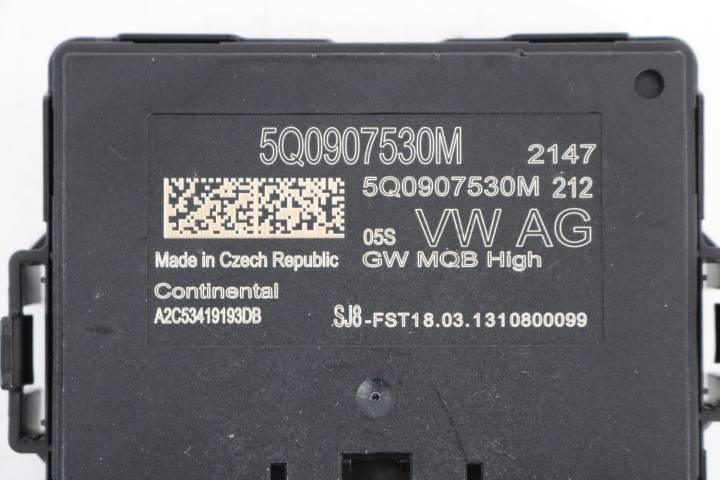 5Q0907530M 2147
5Q0907530M 212
05S VW AG
Made in Czech Republic GW MQB High
Continental
A2C53419193DB SJ8-FST18.03.1310800099